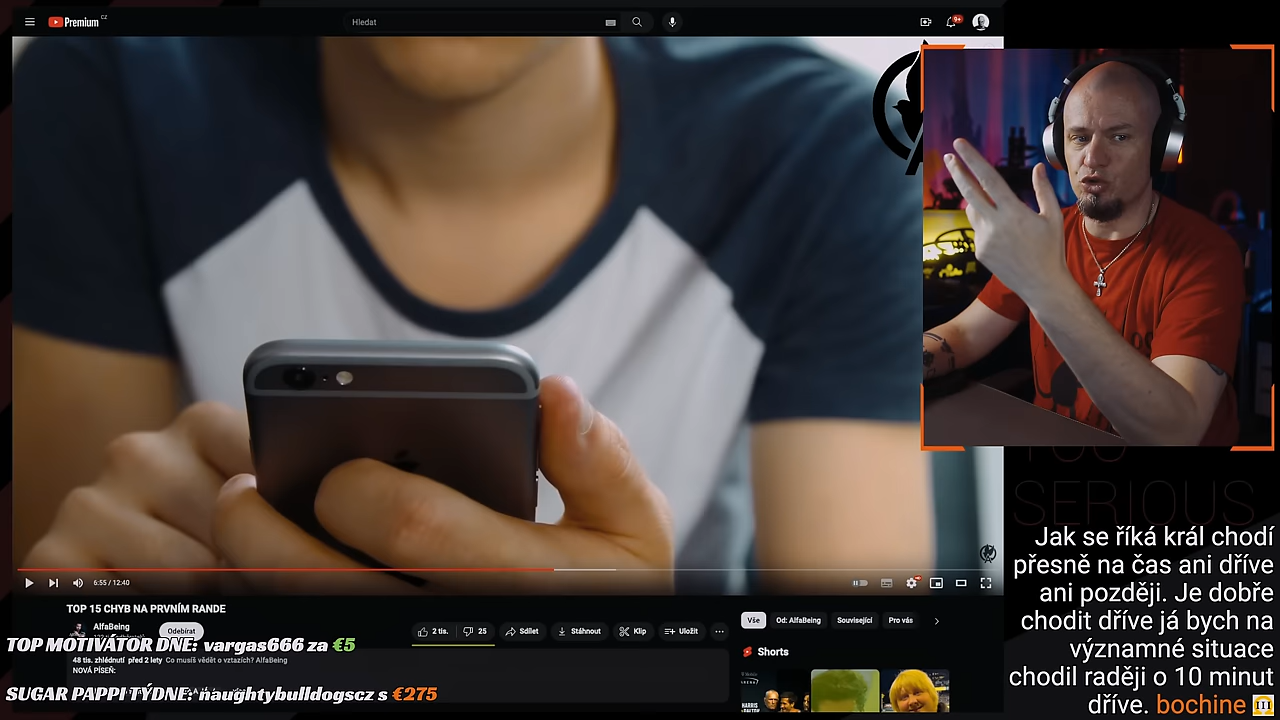 Premium CZ
Hledat
9+
6:55 / 12:40
TOP 15 CHYB NA PRVNÍM RANDE
AlfaBeing
Odebírat
2 tis.
25
Sdílet
Stáhnout
Klip
Uložit
Vše
Od: AlfaBeing
Související
Pro vás
TOP MOTIVÁTOR DNE: vargas666 za €5
48 tis. zhlédnutí před 2 lety Co musíš vědět o vztazích? AlfaBeing
NOVÁ PÍSEŇ:
SUGAR PAPPI TÝDNE: naughtybulldogscz s €275
Shorts
TOO
SERIOUS
Jak se říká král chodí
přesně na čas ani dříve
ani později. Je dobře
chodit dříve já bych na
významné situace
chodil raději o 10 minut
dříve. bochine